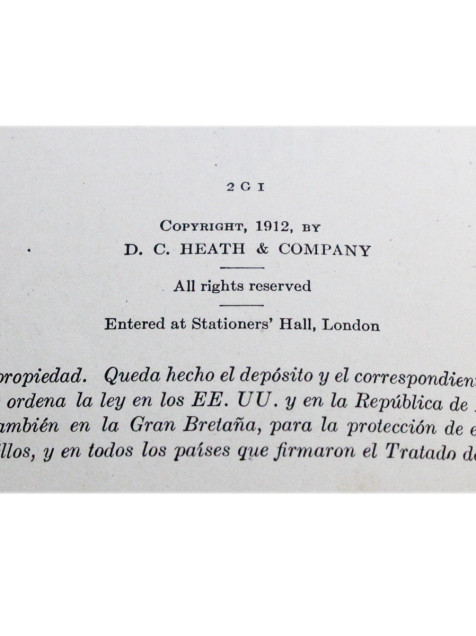 2 G I
COPYRIGHT, 1912, BY
D. C. HEATH & COMPANY
All rights reserved
Entered at Stationers' Hall, London
propiedad. Queda hecho el depósito y el correspondien
ordena la ley en los EE. UU. y en la República de
ambién en la Gran Bretaña, para la protección de e
llos, y en todos los países que firmaron el Tratado de